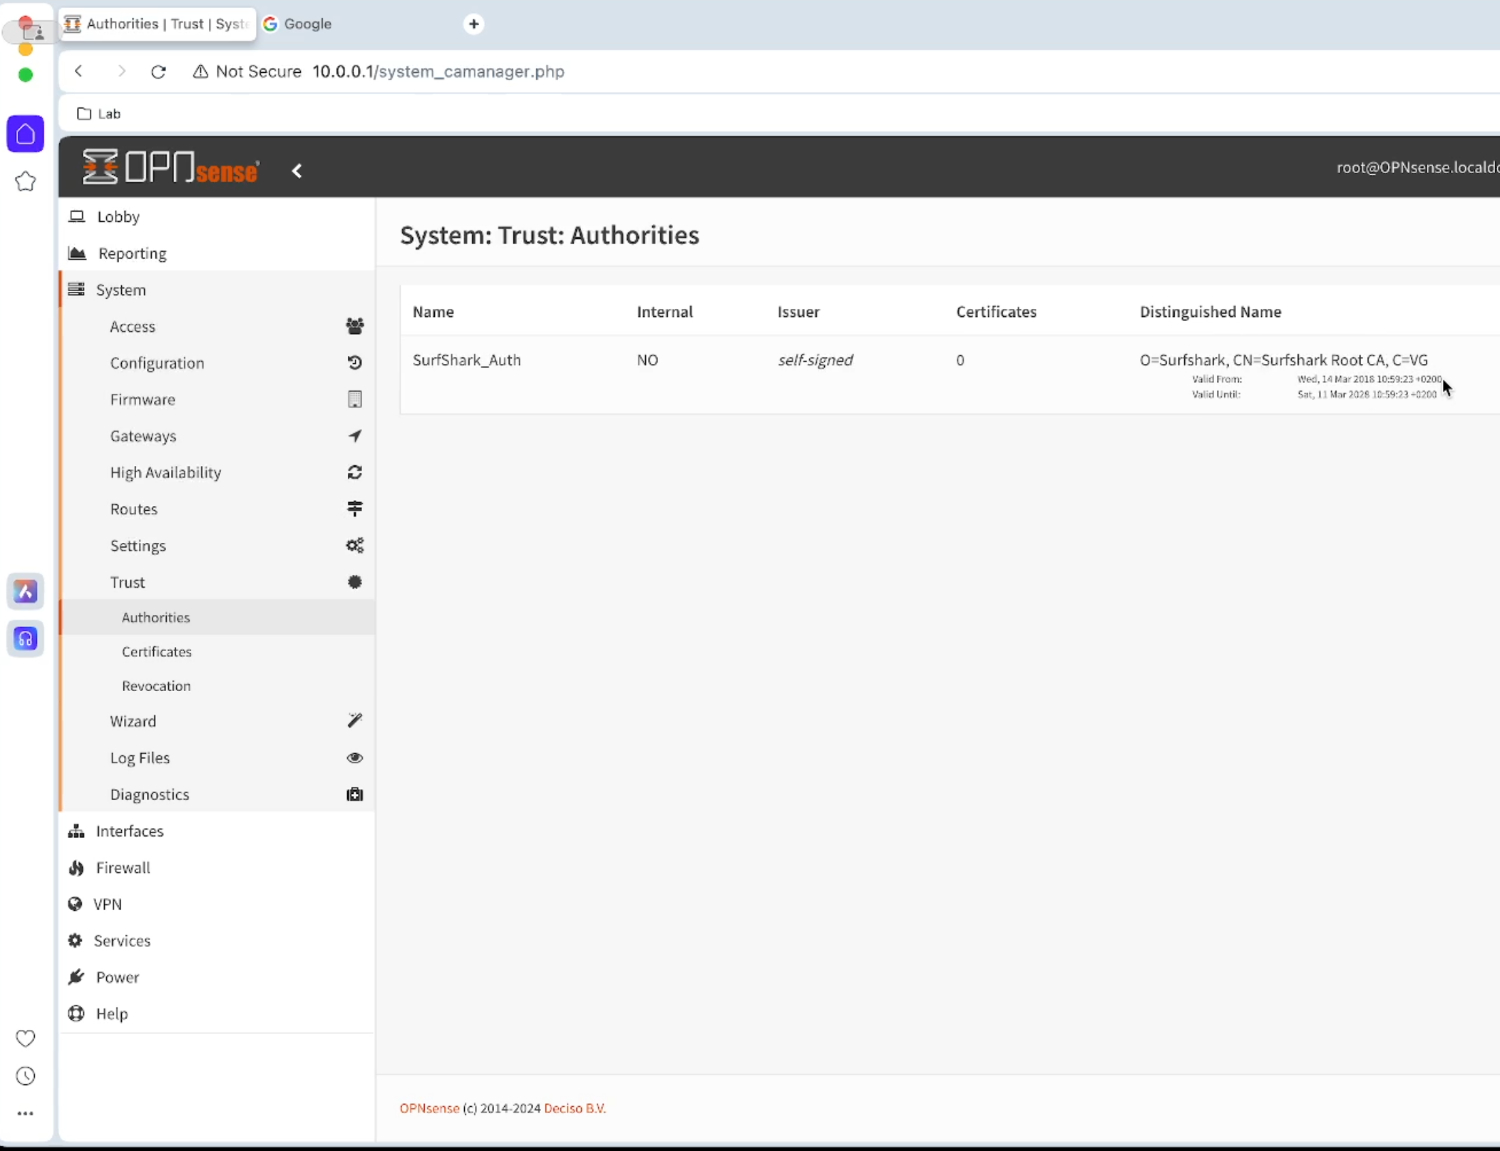 Authorities | Trust | Syst
Google
Not Secure 10.0.0.1/system_camanager.php
Lab
OPNsense
root@OPNsense.localdo
Lobby
Reporting
System
Access
Configuration
Firmware
Gateways
High Availability
Routes
Settings
Trust
Authorities
Certificates
Revocation
Wizard
Log Files
Diagnostics
Interfaces
Firewall
VPN
Services
Power
Help
System: Trust: Authorities
Name Internal Issuer Certificates Distinguished Name
SurfShark_Auth NO self-signed 0 O=Surfshark, CN=Surfshark Root CA, C=VG
Valid From: Wed, 14 Mar 2018 10:59:23 +0200
Valid Until: Sat, 11 Mar 2028 10:59:23 +0200
OPNsense (c) 2014-2024 Deciso B.V.